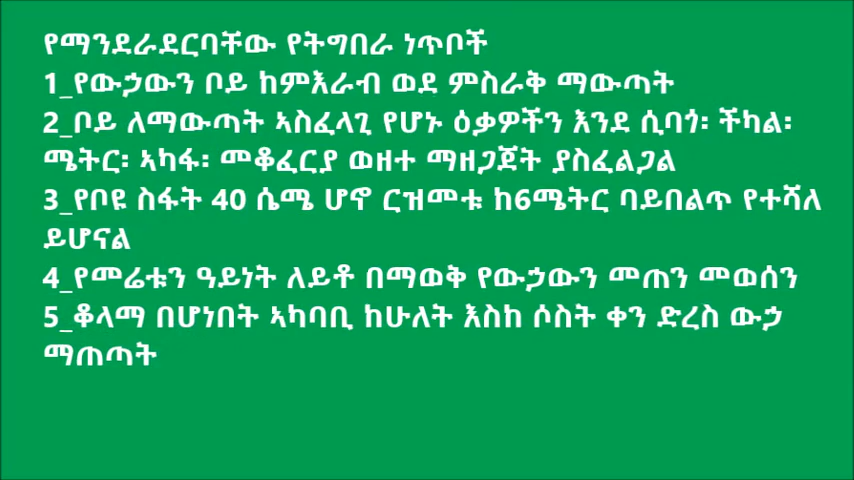 የማንደራደርባቸው የትግበራ ነጥቦች
1_የውኃውን ቦይ ከምእራብ ወደ ምስራቅ ማውጣት
2_ቦይ ለማውጣት ኣስፈላጊ የሆኑ ዕቃዎችን እንደ ሲባጎ፡ ችካል፡
ሜትር፡ ኣካፋ፡ መቆፈርያ ወዘተ ማዘጋጀት ያስፈልጋል
3_የቦዩ ስፋት 40 ሴሜ ሆኖ ርዝመቱ ከ6ሜትር ባይበልጥ የተሻለ
ይሆናል
4_የመሬቱን ዓይነት ለይቶ በማወቅ የውኃውን መጠን መወሰን
5_ቆላማ በሆነበት ኣካባቢ ከሁለት እስከ ሶስት ቀን ድረስ ውኃ
ማጠጣት